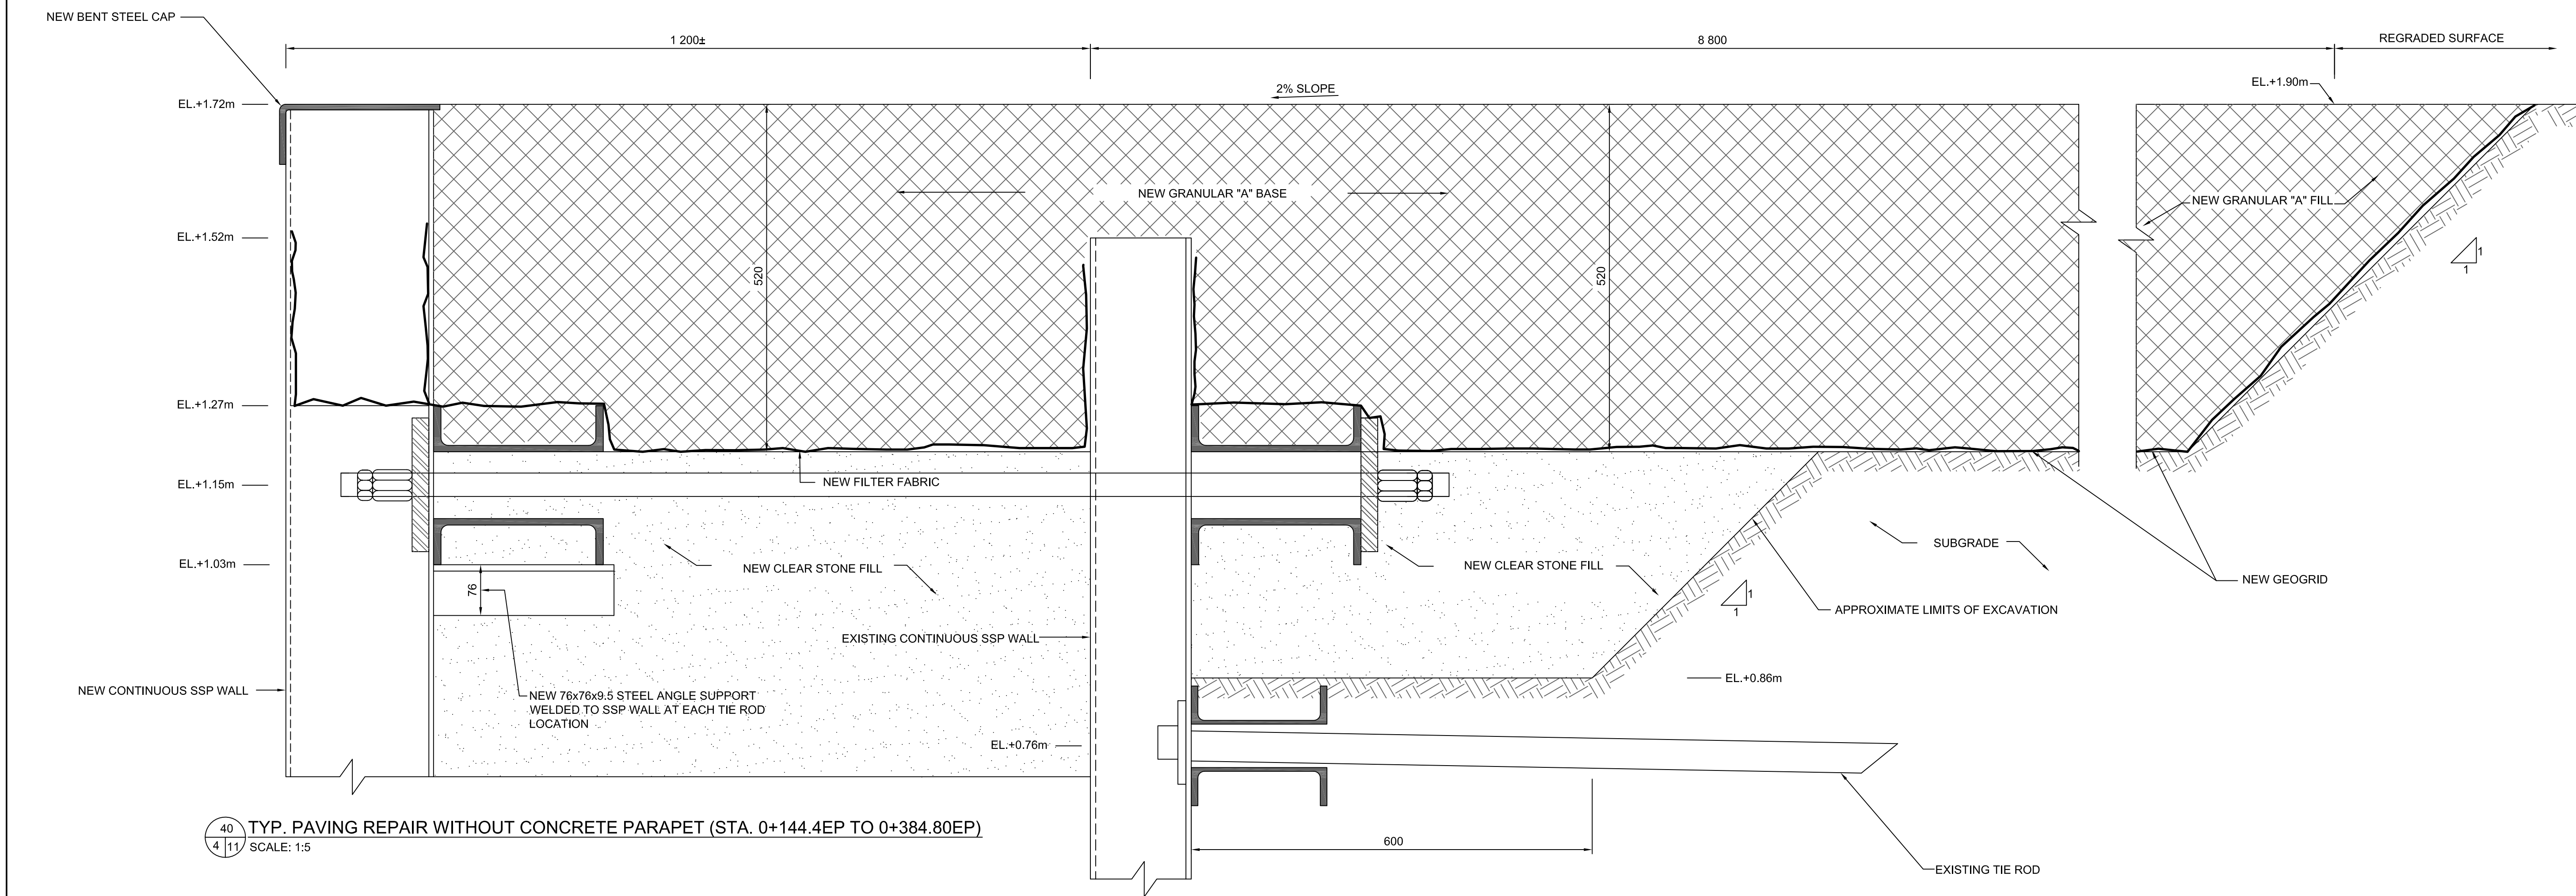 NEW BENT STEEL CAP
1 200±
8 800
REGRADED SURFACE
2% SLOPE
EL.+1.90m
EL.+1.72m
NEW GRANULAR "A" BASE
NEW GRANULAR "A" FILL
EL.+1.52m
520
520
1
1
EL.+1.27m
EL.+1.15m
NEW FILTER FABRIC
SUBGRADE
EL.+1.03m
NEW CLEAR STONE FILL
NEW CLEAR STONE FILL
NEW GEOGRID
76
1
1
APPROXIMATE LIMITS OF EXCAVATION
EXISTING CONTINUOUS SSP WALL
EL.+0.86m
NEW CONTINUOUS SSP WALL
NEW 76x76x9.5 STEEL ANGLE SUPPORT
WELDED TO SSP WALL AT EACH TIE ROD
LOCATION
EL.+0.76m
40
4 11
TYP. PAVING REPAIR WITHOUT CONCRETE PARAPET (STA. 0+144.4EP TO 0+384.80EP)
SCALE: 1:5
600
EXISTING TIE ROD